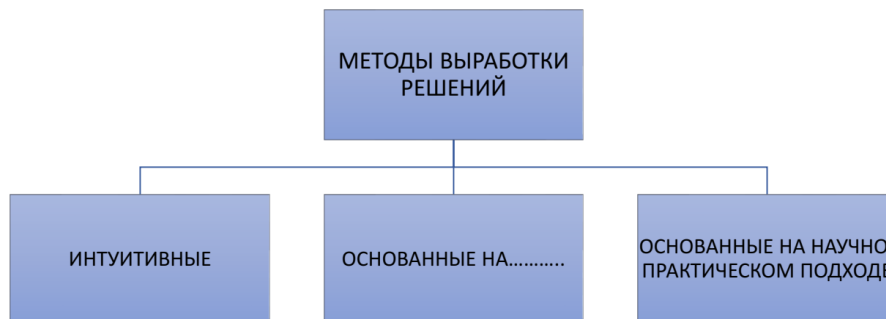 МЕТОДЫ ВЫРАБОТКИ
РЕШЕНИЙ
ИНТУИТИВНЫЕ
ОСНОВАННЫЕ НА………..
ОСНОВАННЫЕ НА НАУЧНО
ПРАКТИЧЕСКОМ ПОДХОДЕ